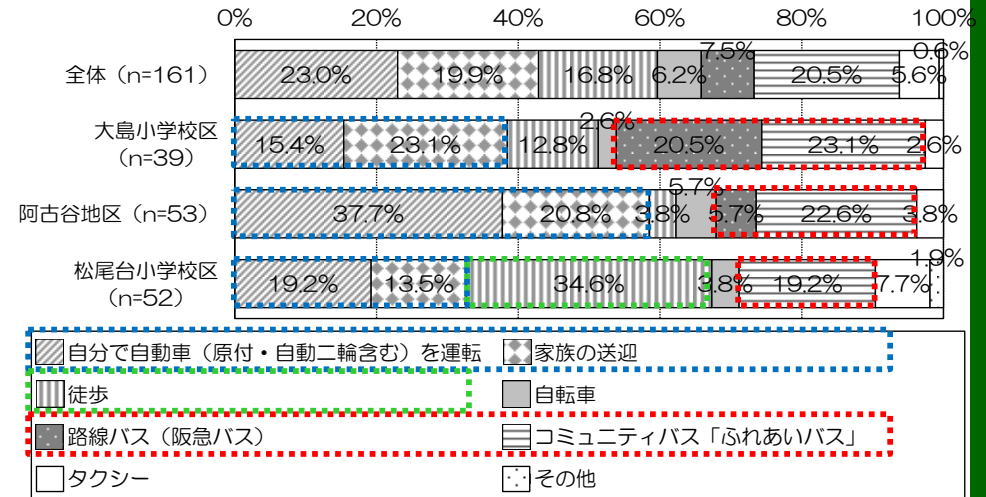 0% 20% 40% 60% 80% 100%
全体（n=161） 23.0% 19.9% 16.8% 6.2% 7.5% 20.5% 5.6% 0.6%
大島小学校区
（n=39） 15.4% 23.1% 12.8% 2.6% 20.5% 23.1% 2.6%
阿古谷地区（n=53） 37.7% 20.8% 3.8% 5.7% 5.7% 22.6% 3.8%
松尾台小学校区
（n=52） 19.2% 13.5% 34.6% 3.8% 19.2% 7.7% 1.9%
自分で自動車（原付・自動二輪含む）を運転 家族の送迎
徒歩 自転車
路線バス（阪急バス） コミュニティバス「ふれあいバス」
タクシー その他